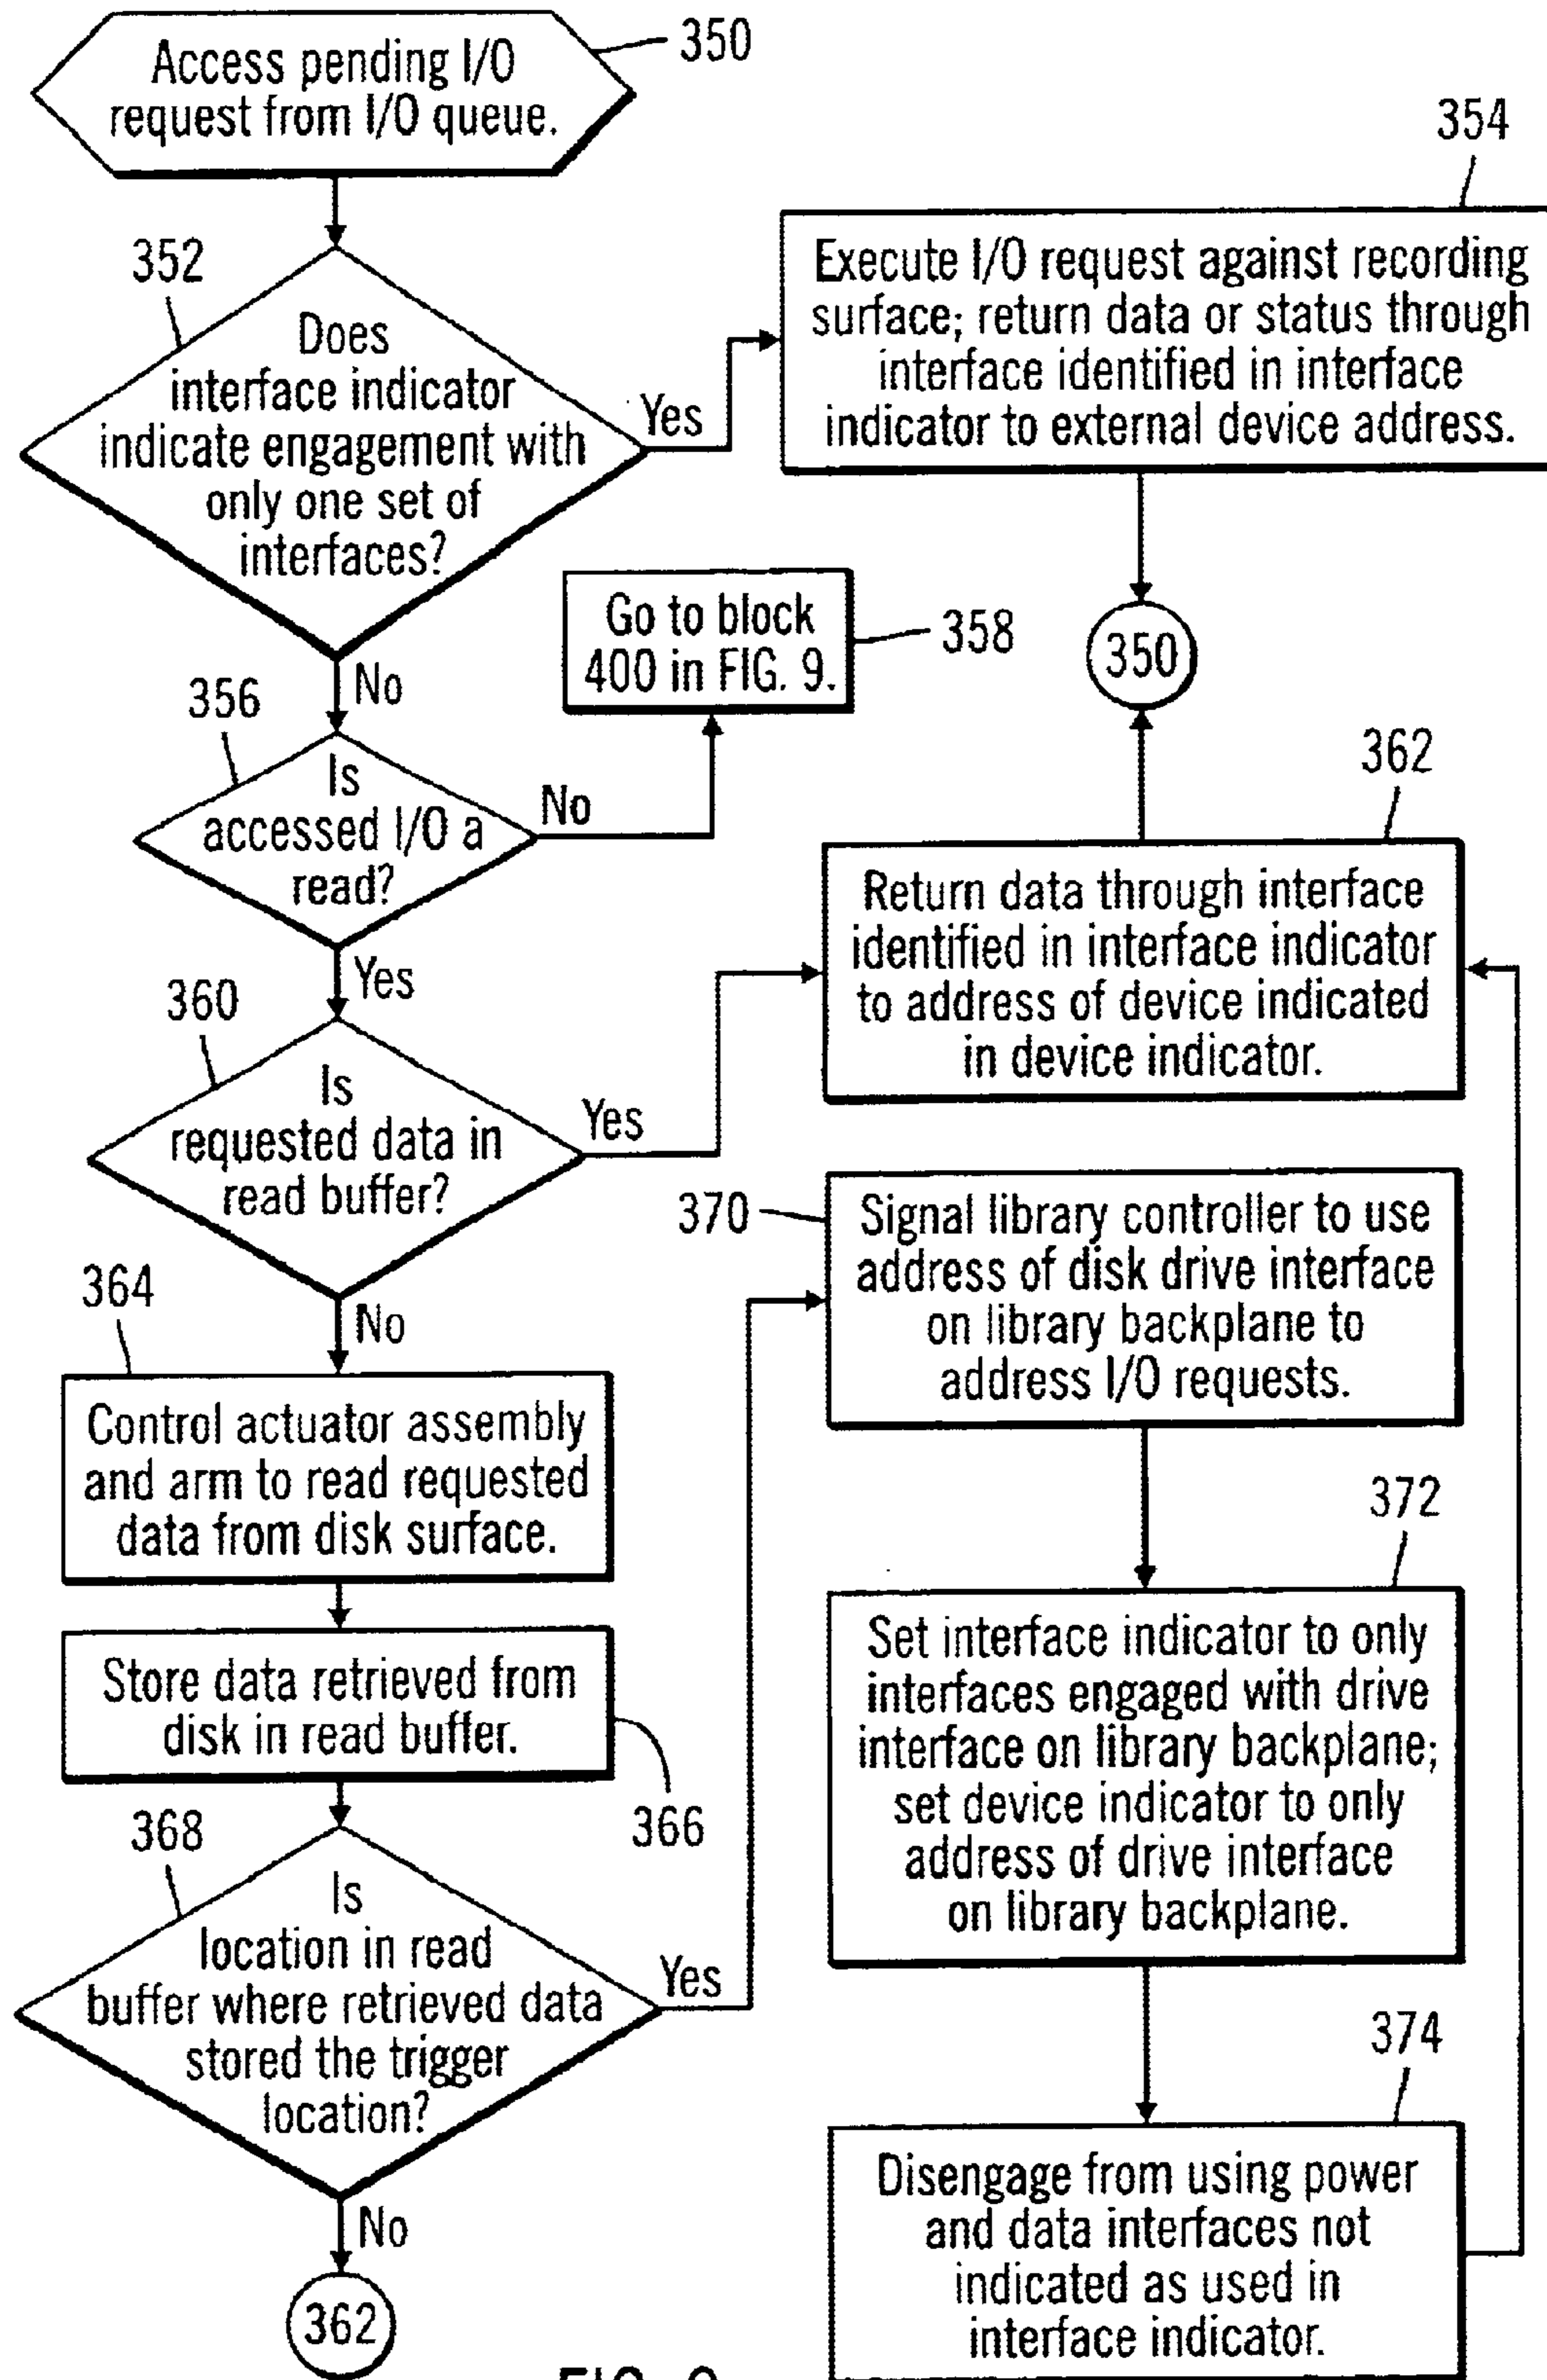 Access pending I/O
request from I/O queue.
350
354
352
Does
interface indicator
indicate engagement with
only one set of
interfaces?
Yes
Execute I/O request against recording
surface; return data or status through
interface identified in interface
indicator to external device address.
No
Go to block
400 in FIG. 9.
358
350
356
Is
accessed I/O a
read?
No
Yes
362
Return data through interface
identified in interface indicator
to address of device indicated
in device indicator.
360
Is
requested data in
read buffer?
Yes
No
370
Signal library controller to use
address of disk drive interface
on library backplane to
address I/O requests.
364
Control actuator assembly
and arm to read requested
data from disk surface.
372
Set interface indicator to only
interfaces engaged with drive
interface on library backplane;
set device indicator to only
address of drive interface
on library backplane.
Store data retrieved from
disk in read buffer.
366
368
Is
location in read
buffer where retrieved data
stored the trigger
location?
Yes
No
362
374
Disengage from using power
and data interfaces not
indicated as used in
interface indicator.
FIG.